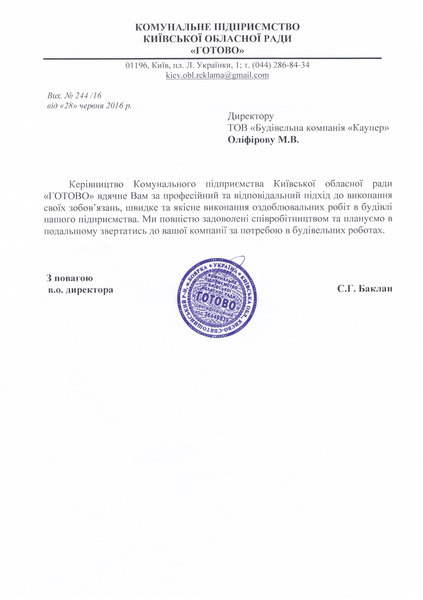 КОМУНАЛЬНЕ ПІДПРИЄМСТВО
КИЇВСЬКОЇ ОБЛАСНОЇ РАДИ
«ГОТОВО»
01196, Київ, пл. Л. Українки, 1; т. (044) 286-84-34
kiev.obl.reklama@gmail.com
Вих. № 244 /16
від «28» червня 2016 р.
Директору
ТОВ «Будівельна компанія «Каупер»
Оліфірову М.В.
Керівництво Комунального підприємства Київської обласної ради
«ГОТОВО» вдячне Вам за професійний та відповідальний підхід до виконання
своїх зобов’язань, швидке та якісне виконання оздоблювальних робіт в будівлі
нашого підприємства. Ми повністю задоволені співробітництвом та плануємо в
подальшому звертатись до вашої компанії за потребою в будівельних роботах.
З повагою
в.о. директора
С.Г. Баклан
УКРАЇНА
БОЯРКА
ГОТОВО